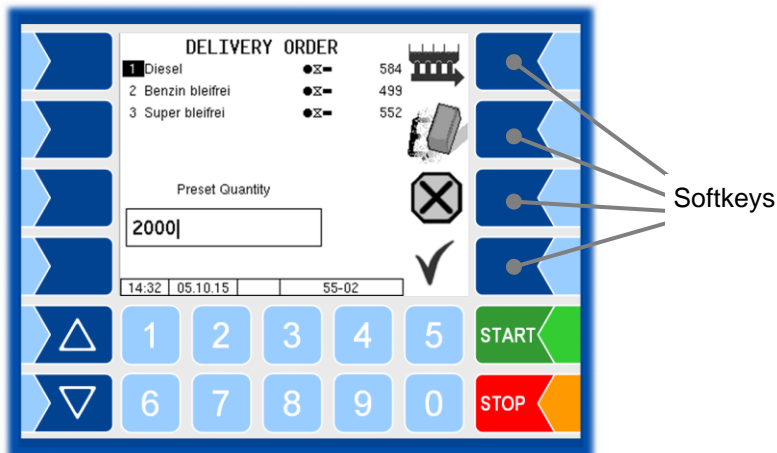 DELIVERY ORDER
1 Diesel 584
2 Benzin bleifrei 499
3 Super bleifrei 552
Preset Quantity
2000
14:32 05.10.15 55-02
Softkeys
1 2 3 4 5 START
6 7 8 9 0 STOP